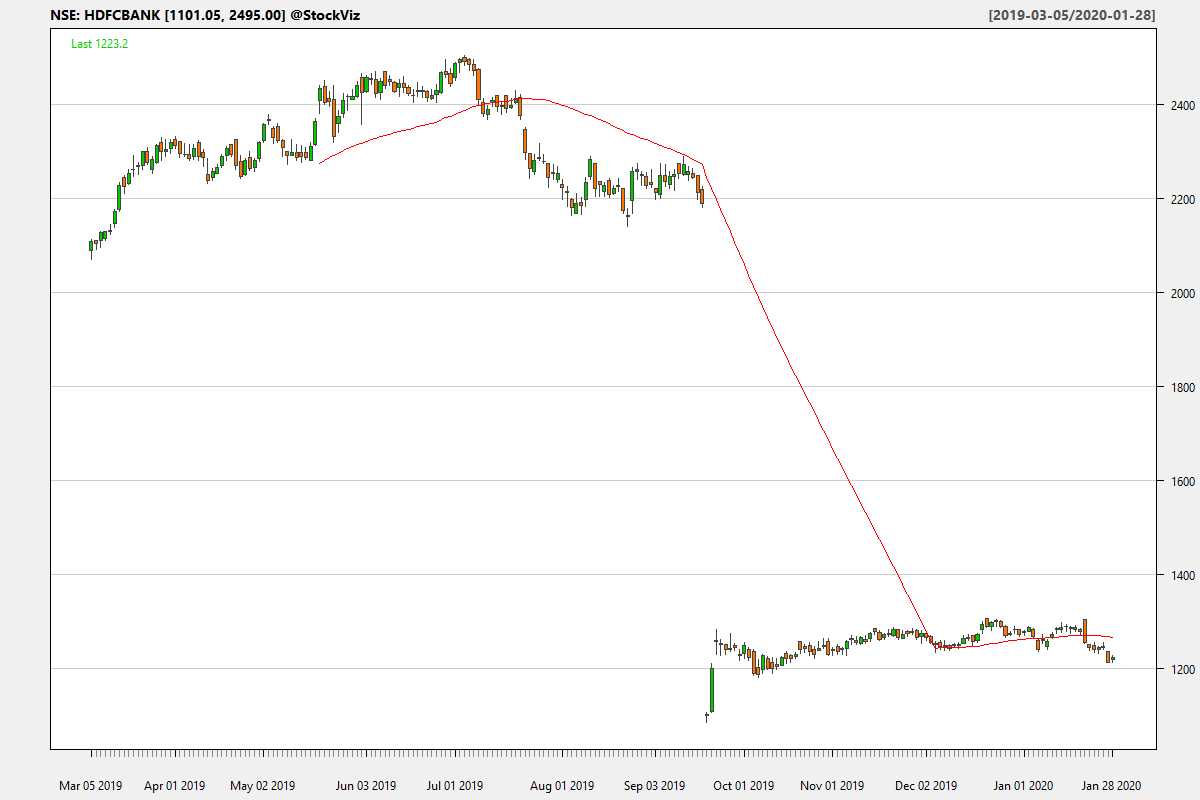 NSE: HDFCBANK [1101.05, 2495.00] @StockViz [2019-03-05/2020-01-28]
Last 1223.2
2400
2200
2000
1800
1600
1400
1200
Mar 05 2019 Apr 01 2019 May 02 2019 Jun 03 2019 Jul 01 2019 Aug 01 2019 Sep 03 2019 Oct 01 2019 Nov 01 2019 Dec 02 2019 Jan 01 2020 Jan 28 2020